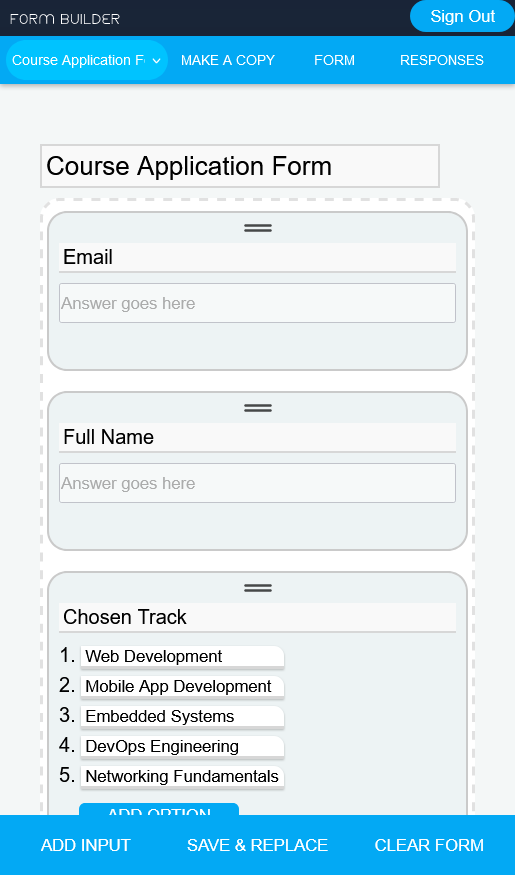 FORM BUILDER
Sign Out
Course Application F
MAKE A COPY
FORM
RESPONSES
Course Application Form
Email
Answer goes here
Full Name
Answer goes here
Chosen Track
1. Web Development
2. Mobile App Development
3. Embedded Systems
4. DevOps Engineering
5. Networking Fundamentals
ADD OPTION
ADD INPUT
SAVE & REPLACE
CLEAR FORM